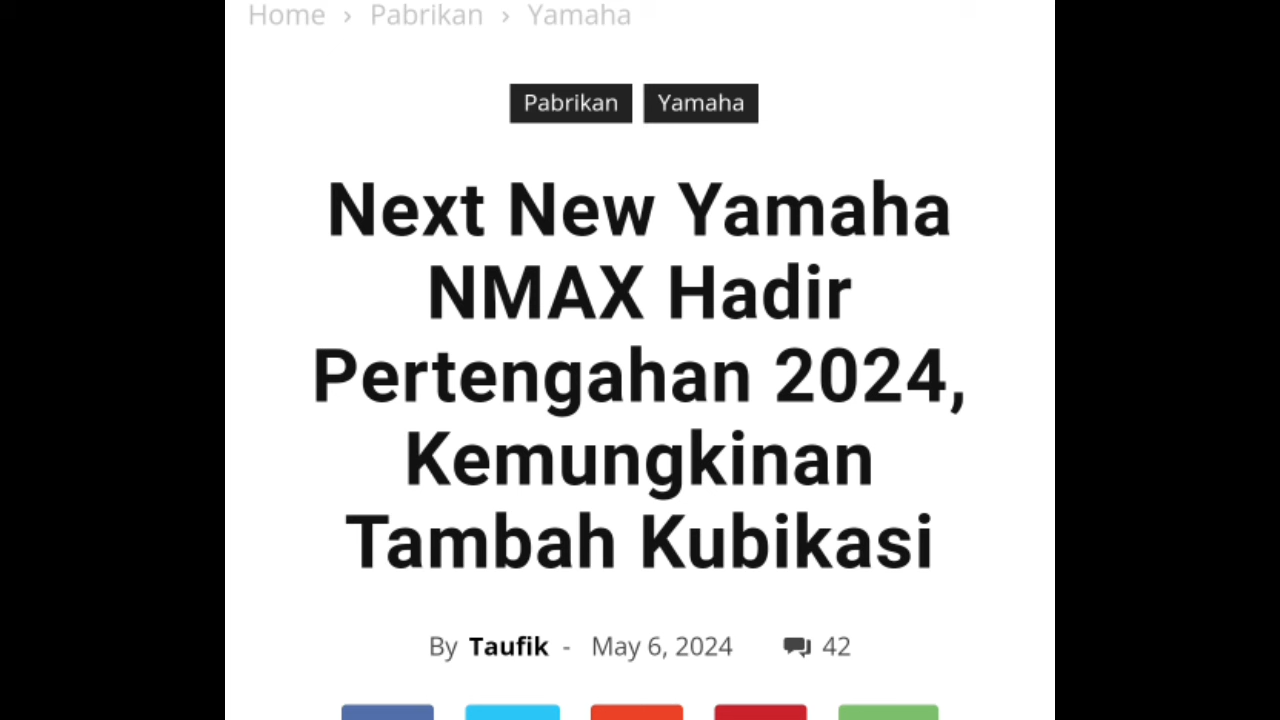 Home › Pabrikan › Yamaha
Pabrikan Yamaha
Next New Yamaha
NMAX Hadir
Pertengahan 2024,
Kemungkinan
Tambah Kubikasi
By Taufik - May 6, 2024 42